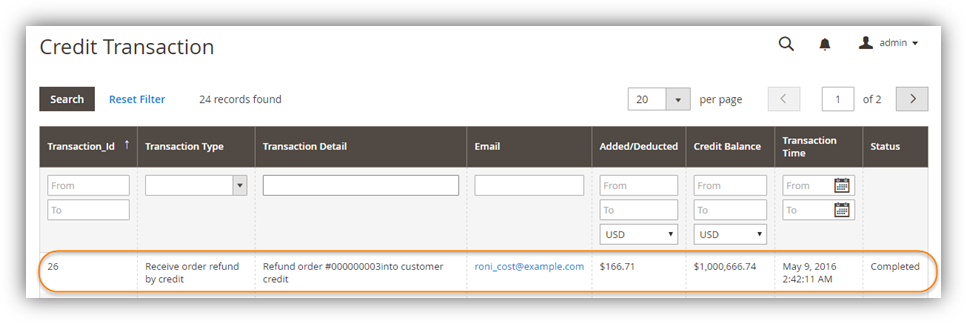 Credit Transaction
admin
Search Reset Filter 24 records found 20 per page 1 of 2
Transaction_Id ↑ Transaction Type Transaction Detail Email Added/Deducted Credit Balance Transaction Time Status
From From From From
To To To To
USD USD
26 Receive order refund Refund order #000000003into customer roni_cost@example.com $166.71 $1,000,666.74 May 9, 2016 Completed
by credit credit 2:42:11 AM